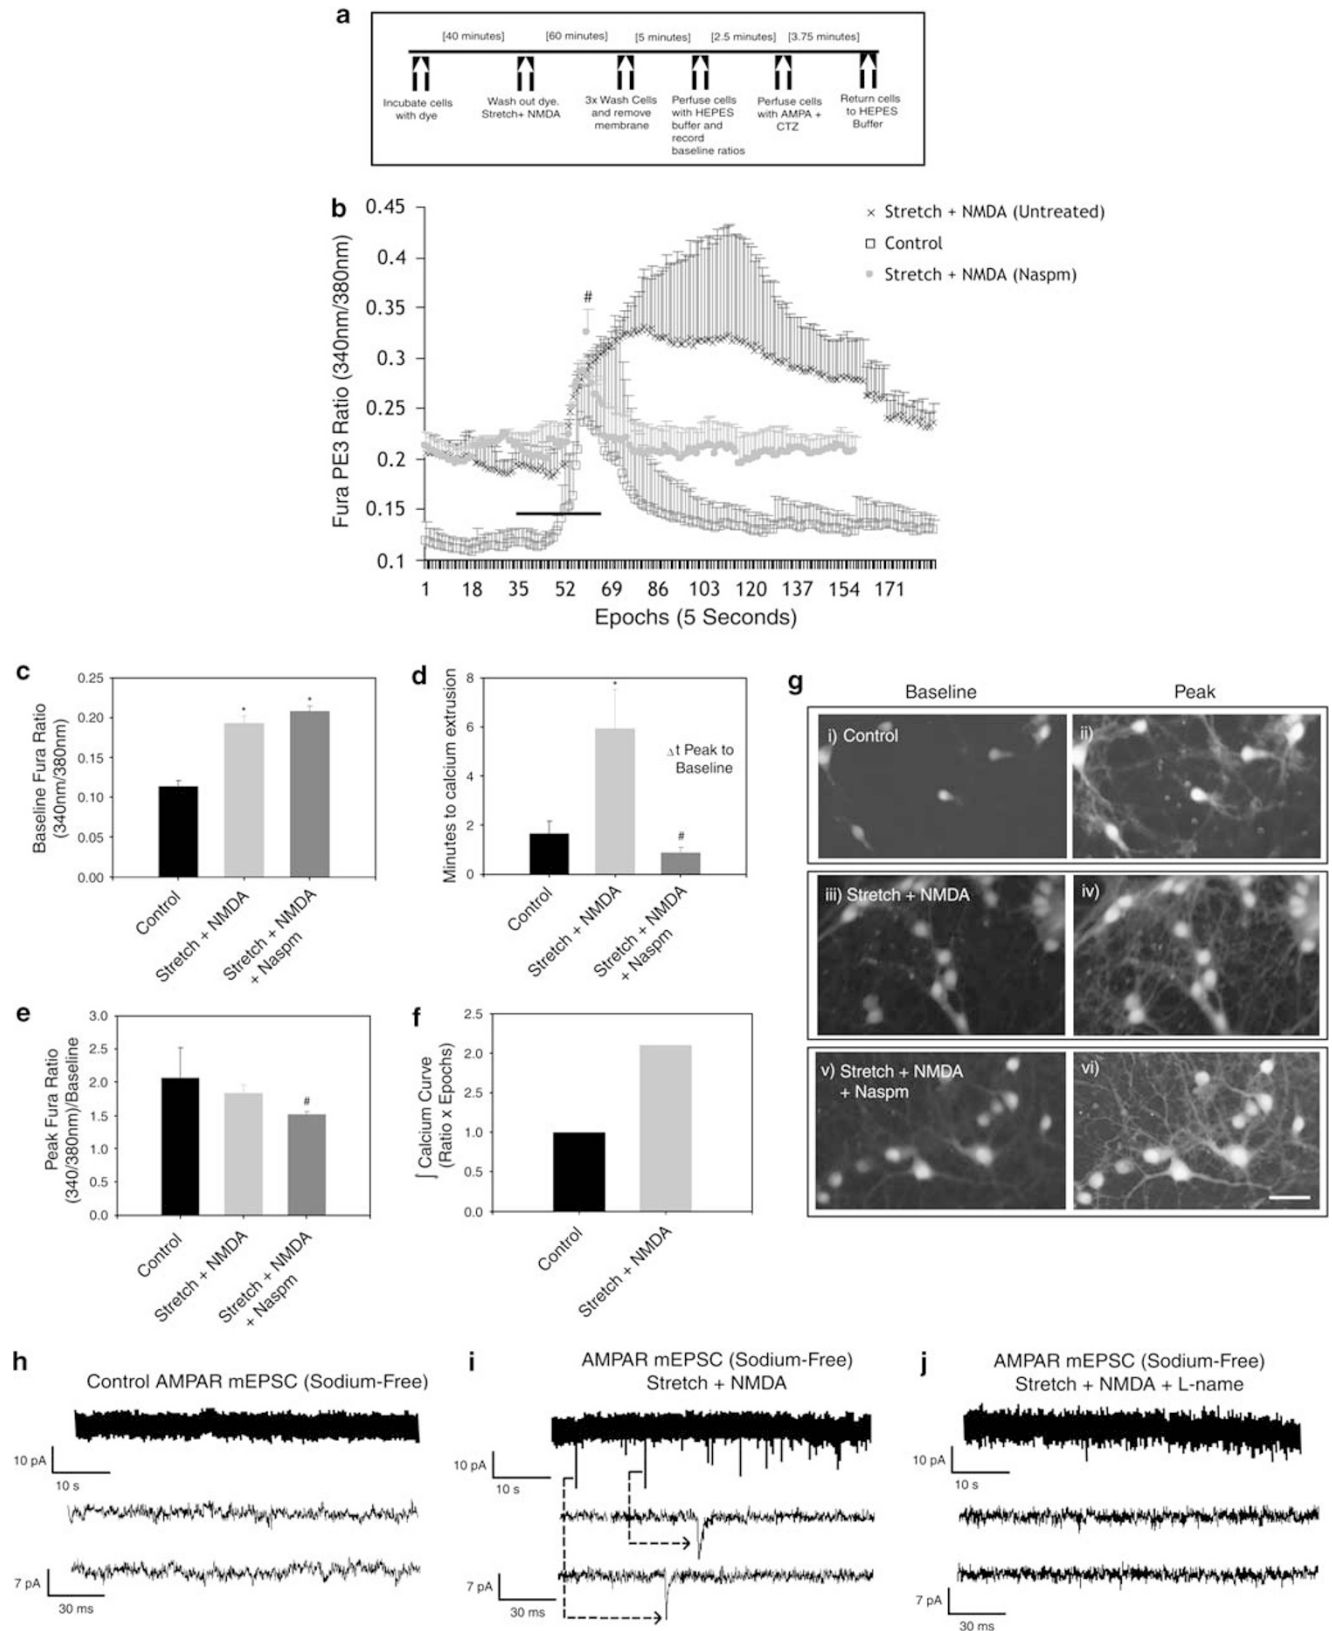 a
[40 minutes] [60 minutes] [5 minutes] [2.5 minutes] [3.75 minutes]
Incubate cells
with dye
Wash out dye.
Stretch+ NMDA
3x Wash Cells
and remove
membrane
Perfuse cells
with HEPES
buffer and
record
baseline ratios
Perfuse cells
with AMPA +
CTZ
Return cells
to HEPES
Buffer
b
Fura PE3 Ratio (340nm/380nm)
0.45
0.4
0.35
0.3
0.25
0.2
0.15
0.1
#
× Stretch + NMDA (Untreated)
Control
Stretch + NMDA (Naspm)
1 18 35 52 69 86 103 120 137 154 171
Epochs (5 Seconds)
c
Baseline Fura Ratio
(340nm/380nm)
0.25
0.20
0.15
0.10
0.05
0.00
* *
Control
Stretch + NMDA
Stretch + NMDA
+ Naspm
d
Minutes to calcium extrusion
8
6
4
2
0
*
#
Δt Peak to
Baseline
Control
Stretch + NMDA
Stretch + NMDA
+ Naspm
e
Peak Fura Ratio
(340/380nm)/Baseline
3.0
2.5
2.0
1.5
1.0
0.5
0.0
#
Control
Stretch + NMDA
Stretch + NMDA
+ Naspm
f
∫ Calcium Curve
(Ratio x Epochs)
2.5
2.0
1.5
1.0
0.5
0.0
Control
Stretch + NMDA
g
Baseline Peak
i) Control
ii)
iii) Stretch + NMDA
iv)
v) Stretch + NMDA
+ Naspm
vi)
h
Control AMPAR mEPSC (Sodium-Free)
10 pA
10 s
7 pA
30 ms
i
AMPAR mEPSC (Sodium-Free)
Stretch + NMDA
10 pA
10 s
7 pA
30 ms
j
AMPAR mEPSC (Sodium-Free)
Stretch + NMDA + L-name
10 pA
10 s
7 pA
30 ms